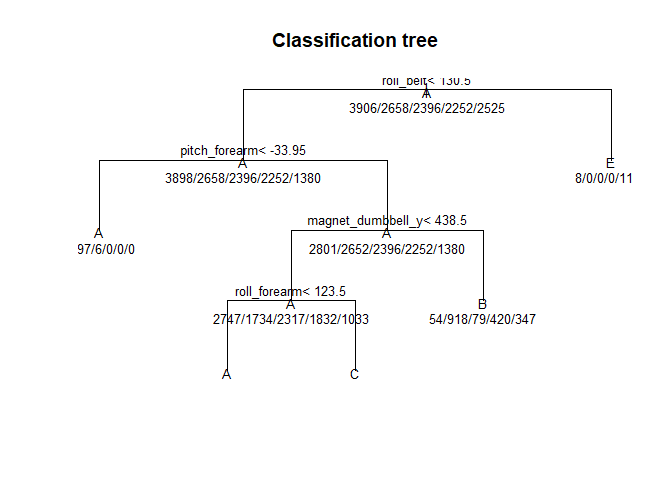 Classification tree
roll_belt< 130.5
A
3906/2658/2396/2252/2525
pitch_forearm< -33.95
A
3898/2658/2396/2252/1380
E
8/0/0/0/11
magnet_dumbbell_y< 438.5
A
97/6/0/0/0
A
2801/2652/2396/2252/1380
roll_forearm< 123.5
A
2747/1734/2317/1832/1033
B
54/918/79/420/347
A
C